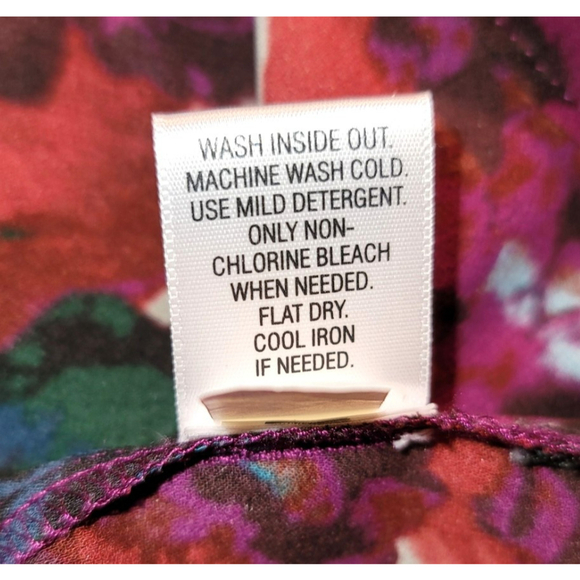 WASH INSIDE OUT.
MACHINE WASH COLD.
USE MILD DETERGENT.
ONLY NON-
CHLORINE BLEACH
WHEN NEEDED.
FLAT DRY.
COOL IRON
IF NEEDED.